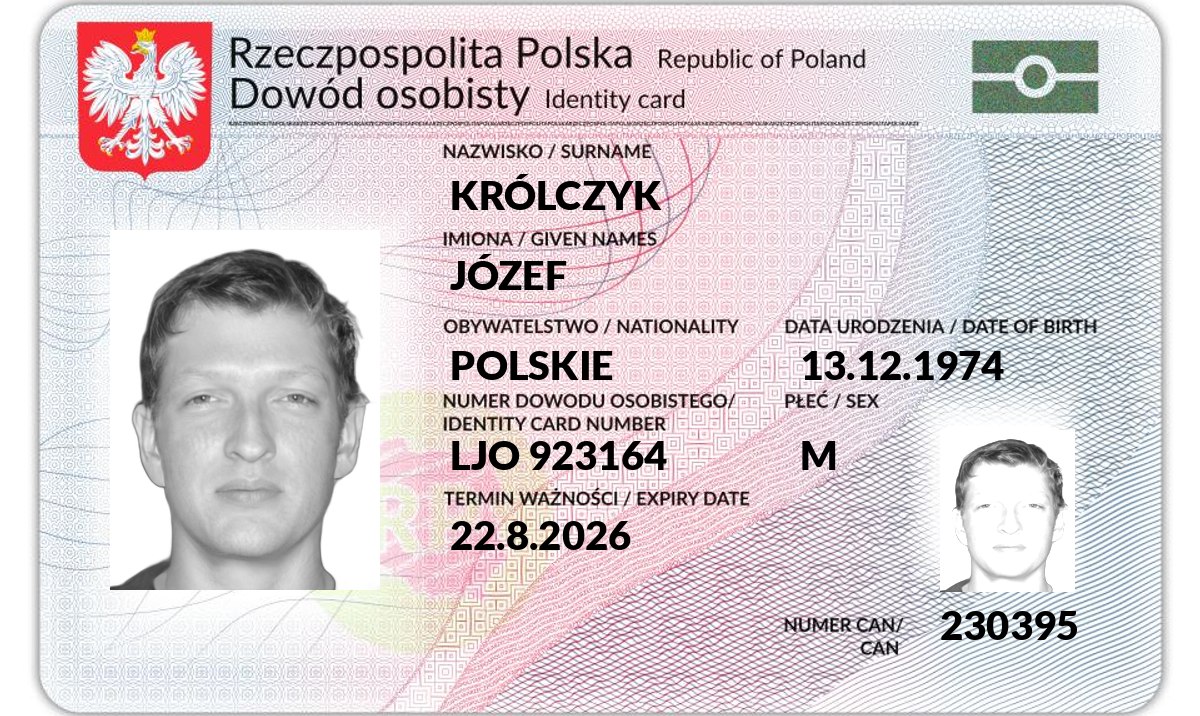 Rzeczpospolita Polska Republic of Poland
Dowód osobisty Identity card
NAZWISKO / SURNAME
KRÓLCZYK
IMIONA / GIVEN NAMES
JÓZEF
OBYWATELSTWO / NATIONALITY DATA URODZENIA / DATE OF BIRTH
POLSKIE 13.12.1974
NUMER DOWODU OSOBISTEGO/ PŁEĆ / SEX
IDENTITY CARD NUMBER
LJO 923164 M
TERMIN WAŻNOŚCI / EXPIRY DATE
22.8.2026
NUMER CAN/ 230395
CAN